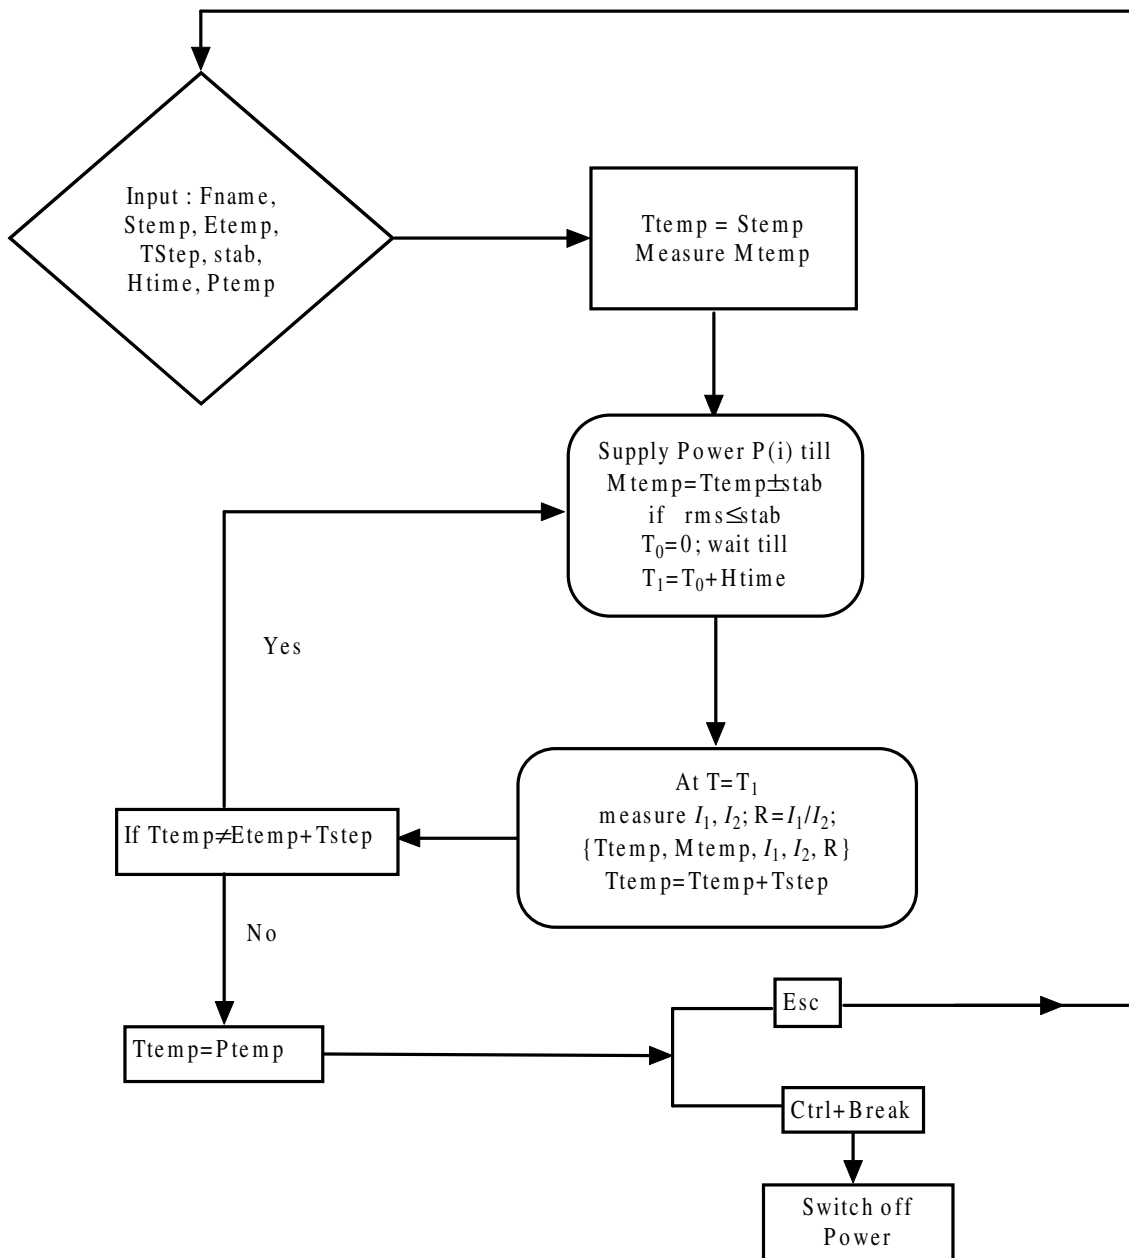 Input : Fname,
Stemp, Etemp,
TStep, stab,
Htime, Ptemp
Ttemp = Stemp
Measure Mtemp
Supply Power P(i) till
Mtemp=Ttemp±stab
if rms≤stab
T₀=0; wait till
T₁=T₀+Htime
Yes
At T=T₁
measure I₁, I₂; R=I₁/I₂;
{Ttemp, Mtemp, I₁, I₂, R}
Ttemp=Ttemp+Tstep
If Ttemp≠Etemp+Tstep
No
Ttemp=Ptemp
Esc
Ctrl+Break
Switch off
Power